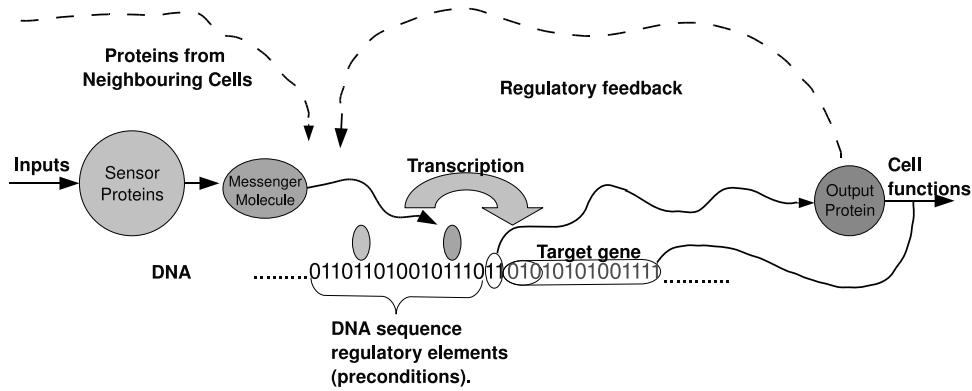 Proteins from
Neighbouring Cells
Regulatory feedback
Inputs
Sensor
Proteins
Messenger
Molecule
Transcription
Output
Protein
Cell
functions
DNA
Target gene
011011010010111011010101010011111
DNA sequence
regulatory elements
(preconditions).